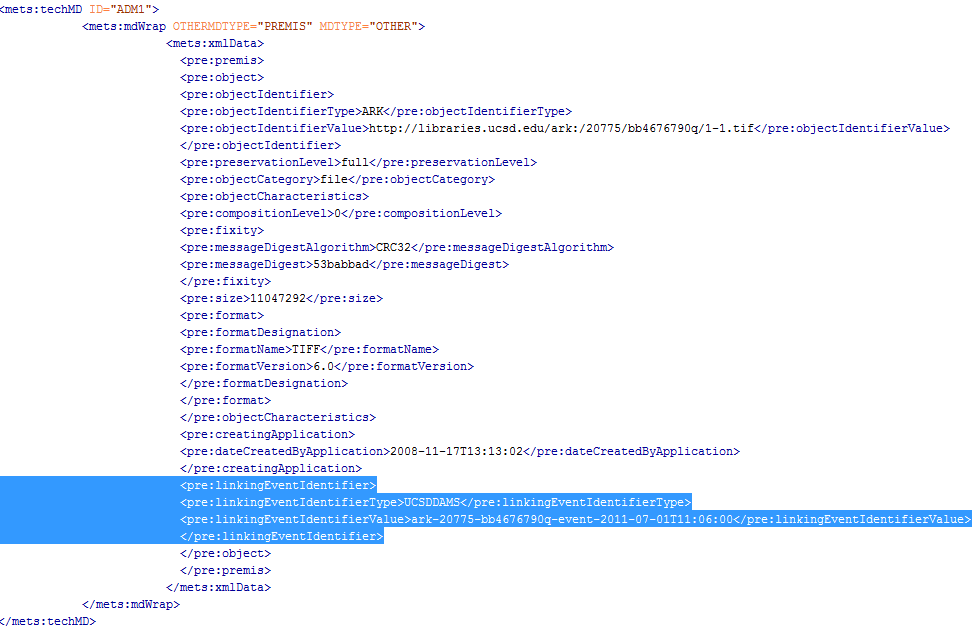 <mets:techMD ID="ADM1">
<mets:mdWrap OTHERMDTYPE="PREMIS" MDTYPE="OTHER">
<mets:xmlData>
<pre:premis>
<pre:object>
<pre:objectIdentifier>
<pre:objectIdentifierType>ARK</pre:objectIdentifierType>
<pre:objectIdentifierValue>http://libraries.ucsd.edu/ark:/20775/bb4676790q/1-1.tif</pre:objectIdentifierValue>
</pre:objectIdentifier>
<pre:preservationLevel>full</pre:preservationLevel>
<pre:objectCategory>file</pre:objectCategory>
<pre:objectCharacteristics>
<pre:compositionLevel>0</pre:compositionLevel>
<pre:fixity>
<pre:messageDigestAlgorithm>CRC32</pre:messageDigestAlgorithm>
<pre:messageDigest>53babbad</pre:messageDigest>
</pre:fixity>
<pre:size>11047292</pre:size>
<pre:format>
<pre:formatDesignation>
<pre:formatName>TIFF</pre:formatName>
<pre:formatVersion>6.0</pre:formatVersion>
</pre:formatDesignation>
</pre:format>
</pre:objectCharacteristics>
<pre:creatingApplication>
<pre:dateCreatedByApplication>2008-11-17T13:13:02</pre:dateCreatedByApplication>
</pre:creatingApplication>
<pre:linkingEventIdentifier>
<pre:linkingEventIdentifierType>UCSDDAMS</pre:linkingEventIdentifierType>
<pre:linkingEventIdentifierValue>ark-20775-bb4676790q-event-2011-07-01T11:06:00</pre:linkingEventIdentifierValue>
</pre:linkingEventIdentifier>
</pre:object>
</pre:premis>
</mets:xmlData>
</mets:mdWrap>
</mets:techMD>